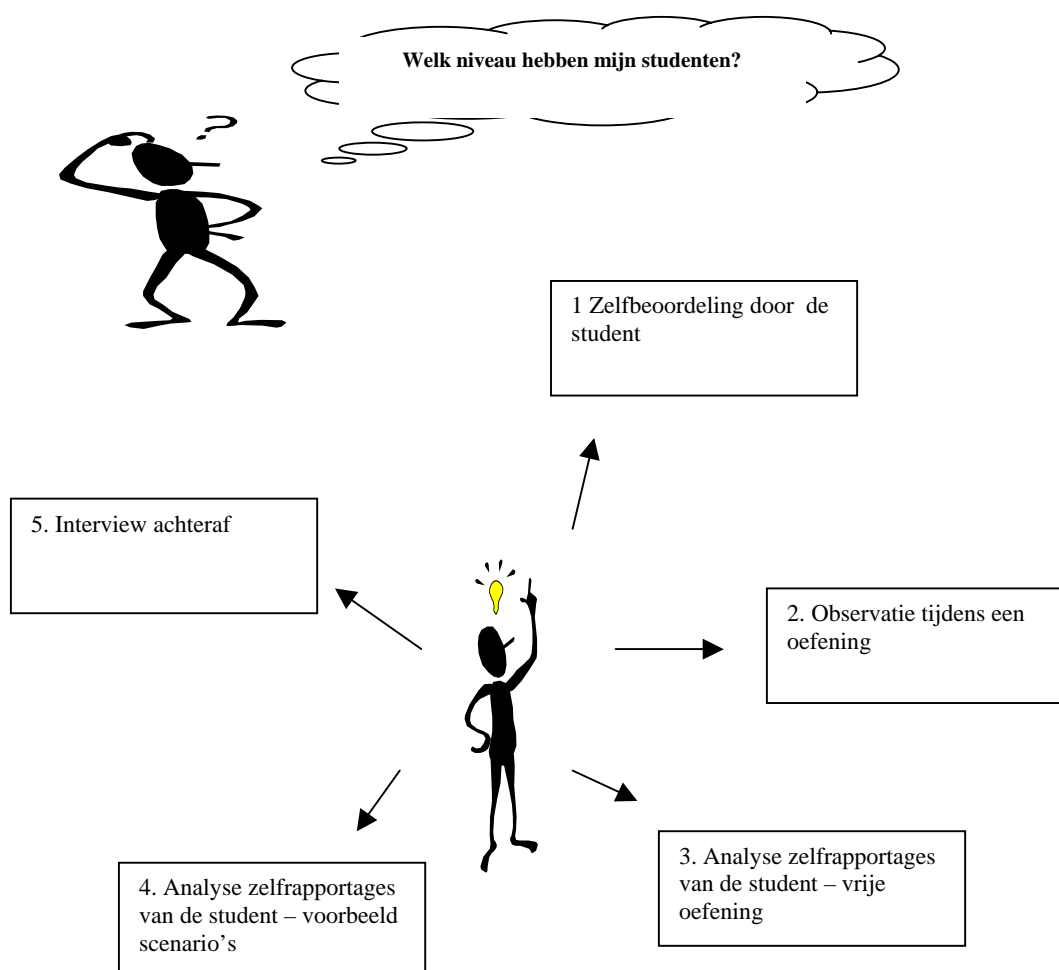 Welk niveau hebben mijn studenten?
?
1 Zelfbeoordeling door de
student
5. Interview achteraf
2. Observatie tijdens een
oefening
3. Analyse zelfrapportages
van de student – vrije
oefening
4. Analyse zelfrapportages
van de student – voorbeeld
scenario's